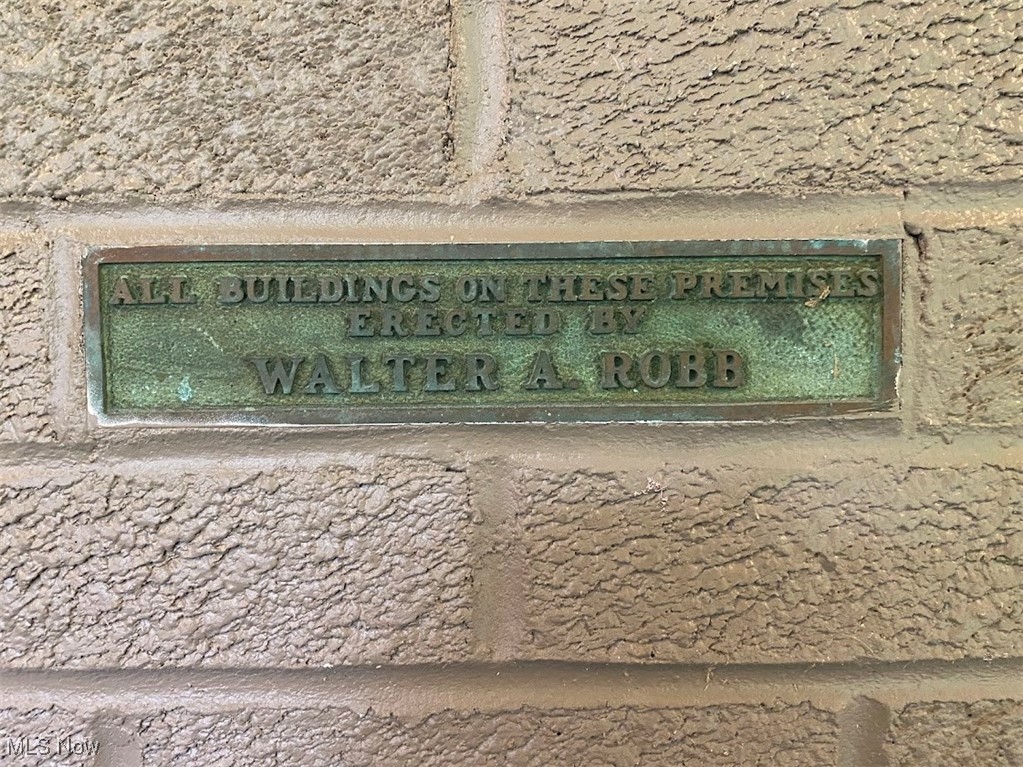 ALL BUILDINGS ON THESE PREMISES
ERECTED BY
WALTER A. ROBB
MLS Now